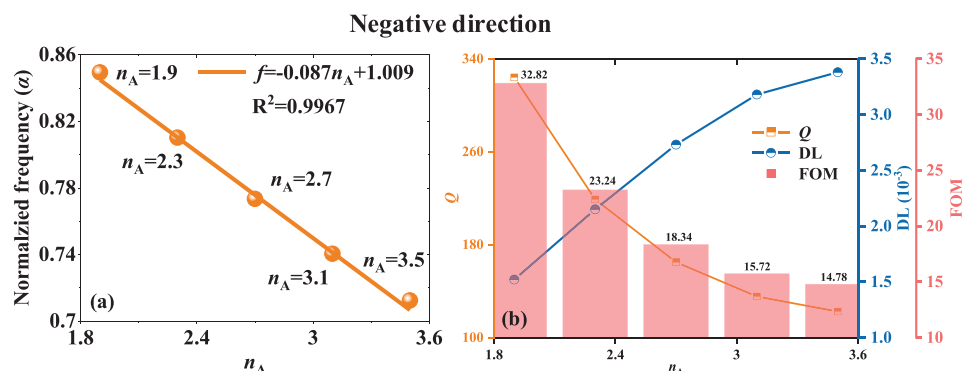 Negative direction
Normalzied frequency (α)
0.86
0.82
0.78
0.74
0.7
nA=1.9
f=-0.087nA+1.009
R²=0.9967
nA=2.3
nA=2.7
nA=3.1
nA=3.5
(a)
1.8
2.4
3
3.6
nA
Q
340
260
180
100
32.82
23.24
18.34
15.72
14.78
Q
DL
FOM
(b)
1.8
2.4
3
3.6
nA
3.5
3.0
2.5
2.0
1.5
1.0
DL (10⁻³)
35
30
25
20
15
10
FOM